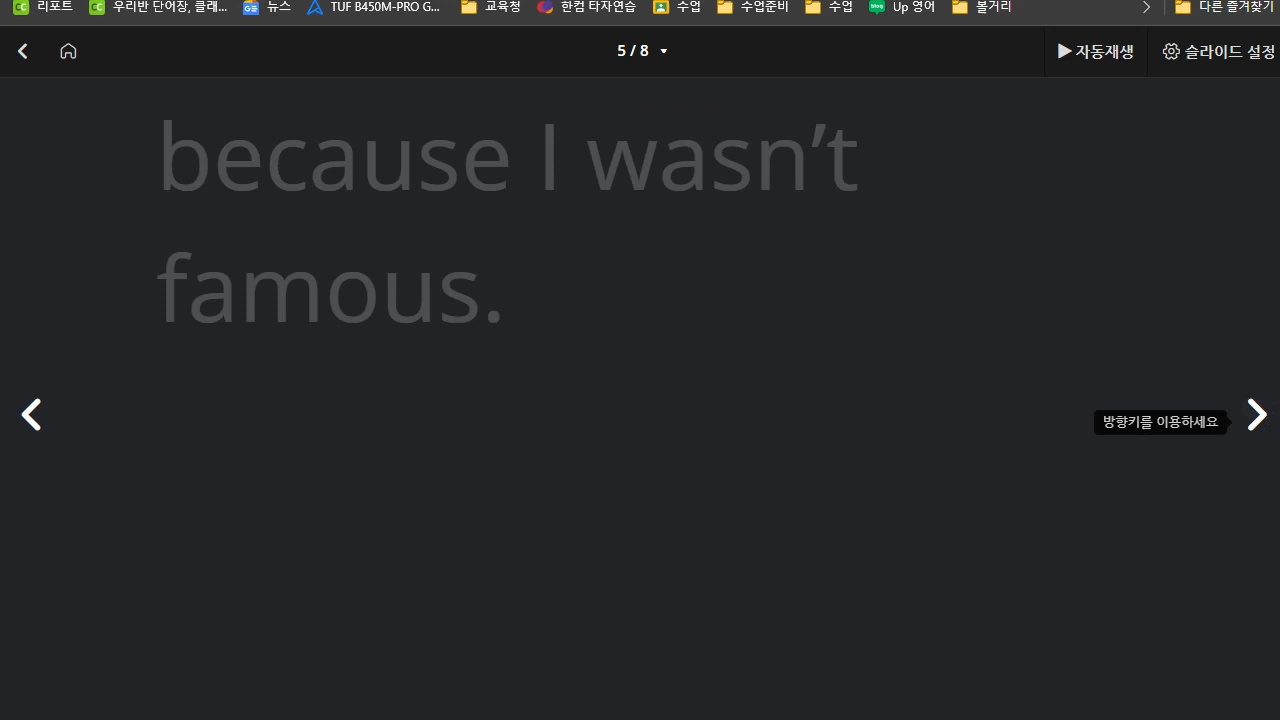 리포트 우리반 단어장, 클래... 뉴스 TUF B450M-PRO G... 교육청 한컴 타자연습 수업 수업준비 수업 Up 영어 볼거리 다른 즐겨찾기
5 / 8 자동재생 슬라이드 설정
because I wasn’t
famous.
방향키를 이용하세요